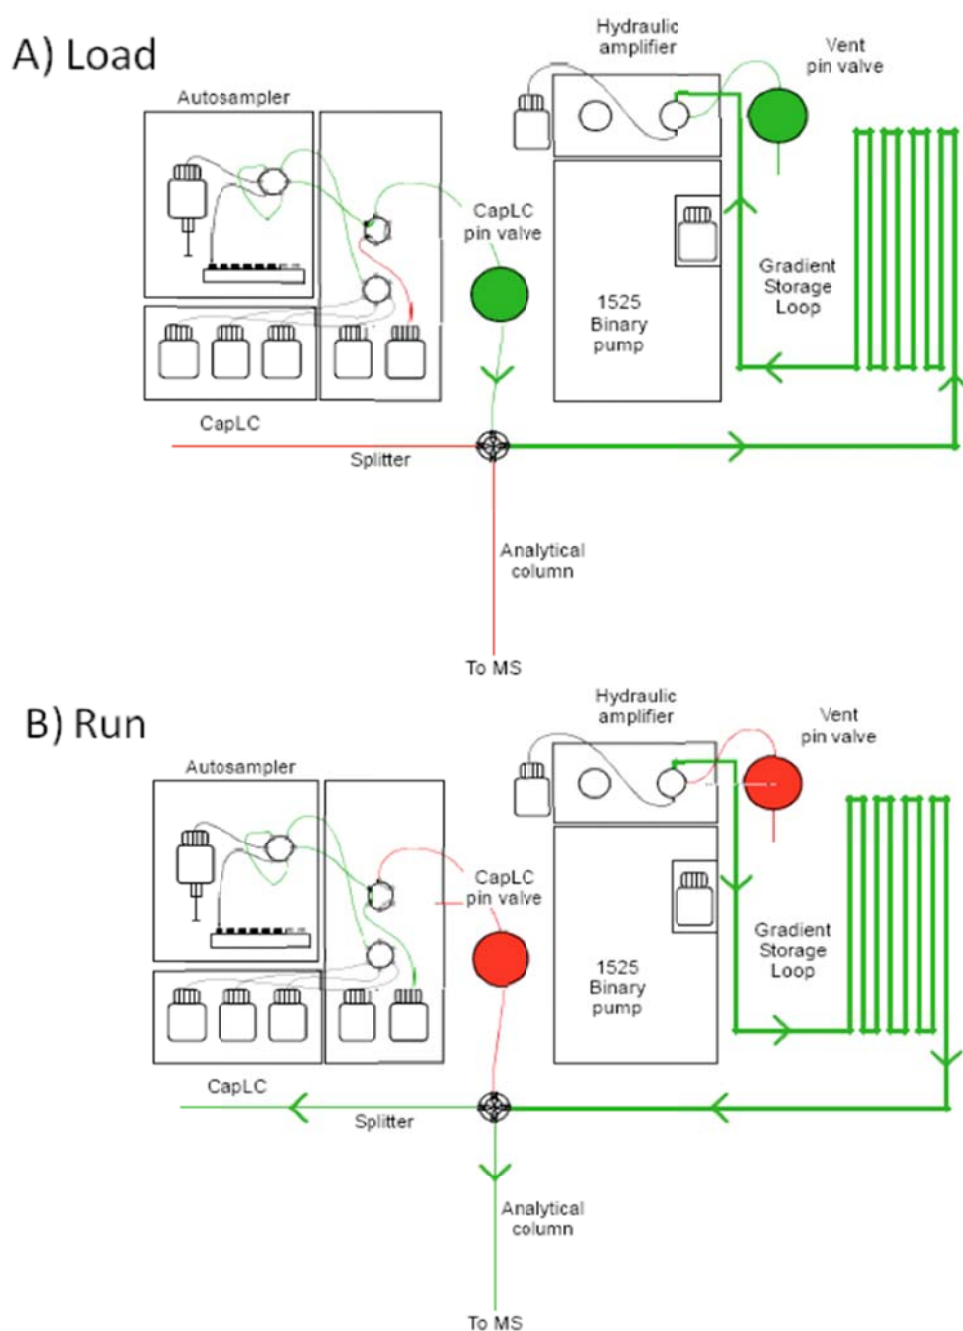 A) Load
Hydraulic
amplifier
Vent
pin valve
Autosampler
CapLC
pin valve
1525
Binary
pump
Gradient
Storage
Loop
CapLC
Splitter
Analytical
column
To MS
B) Run
Hydraulic
amplifier
Vent
pin valve
Autosampler
CapLC
pin valve
1525
Binary
pump
Gradient
Storage
Loop
CapLC
Splitter
Analytical
column
To MS